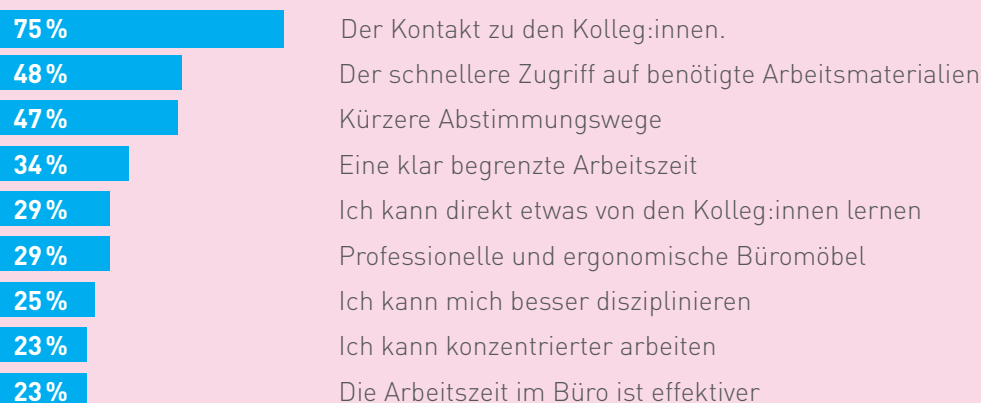 75 % Der Kontakt zu den Kolleg:innen.
48 % Der schnellere Zugriff auf benötigte Arbeitsmaterialien
47 % Kürzere Abstimmungswege
34 % Eine klar begrenzte Arbeitszeit
29 % Ich kann direkt etwas von den Kolleg:innen lernen
29 % Professionelle und ergonomische Büromöbel
25 % Ich kann mich besser disziplinieren
23 % Ich kann konzentrierter arbeiten
23 % Die Arbeitszeit im Büro ist effektiver